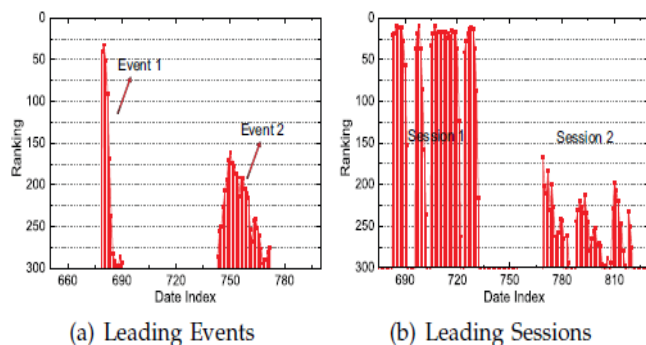 0
50
100
150
200
250
300
Ranking
Event 1
Event 2
660
690
720
750
780
Date Index
(a) Leading Events
0
50
100
150
200
250
300
Ranking
Session 1
Session 2
690
720
750
780
810
Date Index
(b) Leading Sessions